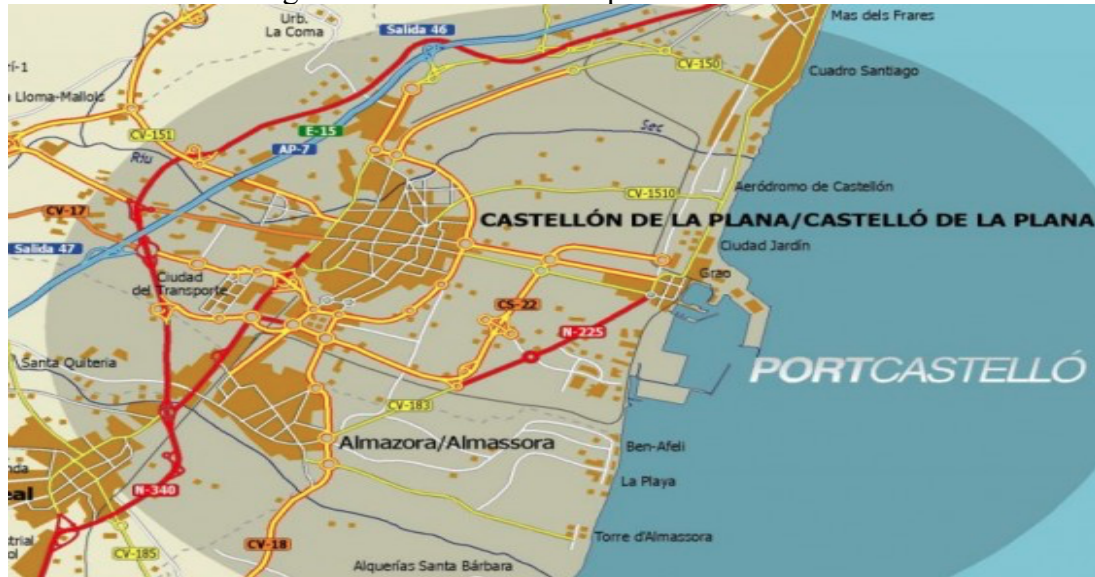 Urb.
La Coma
Salida 46
Mas dels Frares
CV-150
Cuadro Santiago
Lloma-Mallols
CV-151
E-15
AP-7
Riu
Sec
CV-1510
Aeródromo de Castellón
CV-17
CASTELLÓN DE LA PLANA/CASTELLÓ DE LA PLANA
Salida 47
Ciudad Jardín
Ciudad
del Transporte
Grao
CS-22
N-225
Santa Quiteria
PORTCASTELLÓ
CV-183
Almazora/Almassora
Ben-Afeli
La Playa
N-340
Torre d'Almassora
CV-18
CV-185
Alquerías Santa Bárbara